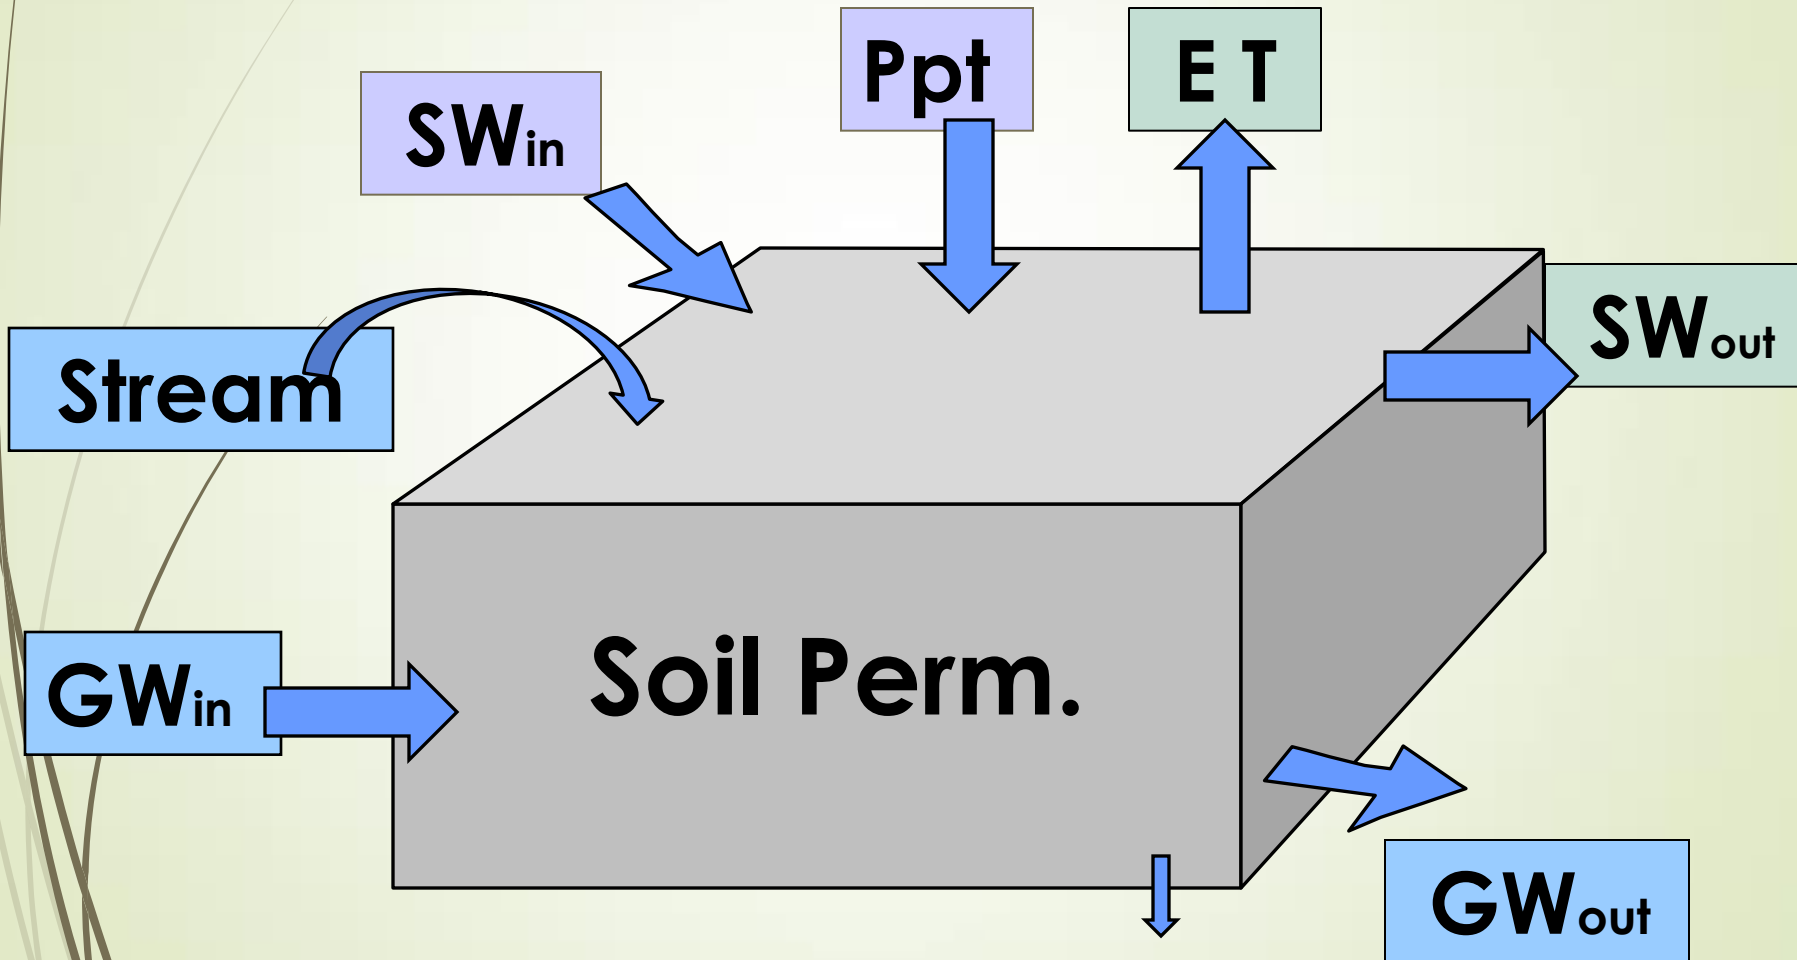 Ppt
E T
SWin
SWout
Stream
Soil Perm.
GWin
GWout